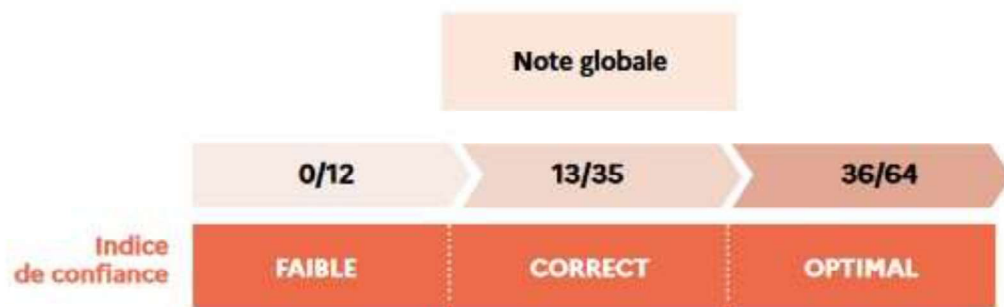 Note globale
0/12 13/35 36/64
Indice
de confiance
FAIBLE CORRECT OPTIMAL